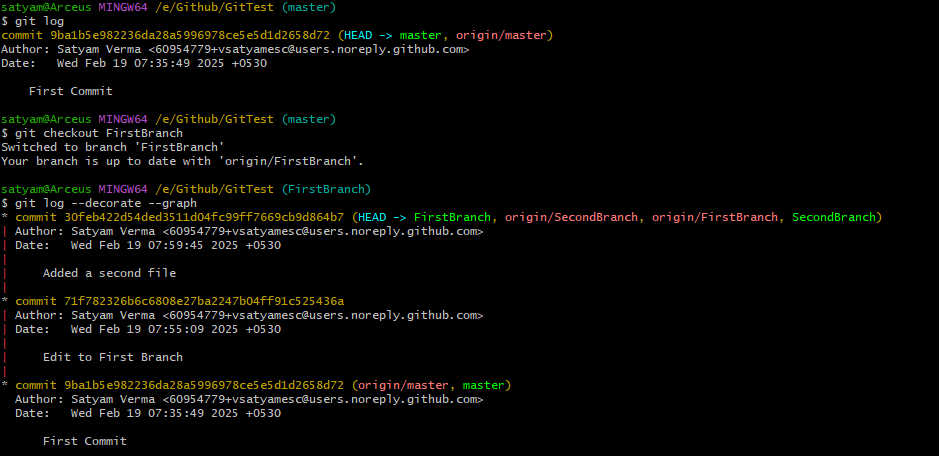 satyam@Arceus MINGW64 /e/Github/GitTest (master)
$ git log
commit 9ba1b5e982236da28a5996978ce5e5d1d2658d72 (HEAD -> master, origin/master)
Author: Satyam Verma <60954779+vsatyamesc@users.noreply.github.com>
Date:   Wed Feb 19 07:35:49 2025 +0530
    First Commit
satyam@Arceus MINGW64 /e/Github/GitTest (master)
$ git checkout FirstBranch
Switched to branch 'FirstBranch'
Your branch is up to date with 'origin/FirstBranch'.
satyam@Arceus MINGW64 /e/Github/GitTest (FirstBranch)
$ git log --decorate --graph
* commit 30feb422d54ded3511d04fc99ff7669cb9d864b7 (HEAD -> FirstBranch, origin/SecondBranch, origin/FirstBranch, SecondBranch)
| Author: Satyam Verma <60954779+vsatyamesc@users.noreply.github.com>
| Date:   Wed Feb 19 07:59:45 2025 +0530
|
|     Added a second file
|
* commit 71f782326b6c6808e27ba2247b04ff91c525436a
| Author: Satyam Verma <60954779+vsatyamesc@users.noreply.github.com>
| Date:   Wed Feb 19 07:55:09 2025 +0530
|
|     Edit to First Branch
|
* commit 9ba1b5e982236da28a5996978ce5e5d1d2658d72 (origin/master, master)
  Author: Satyam Verma <60954779+vsatyamesc@users.noreply.github.com>
  Date:   Wed Feb 19 07:35:49 2025 +0530
      First Commit